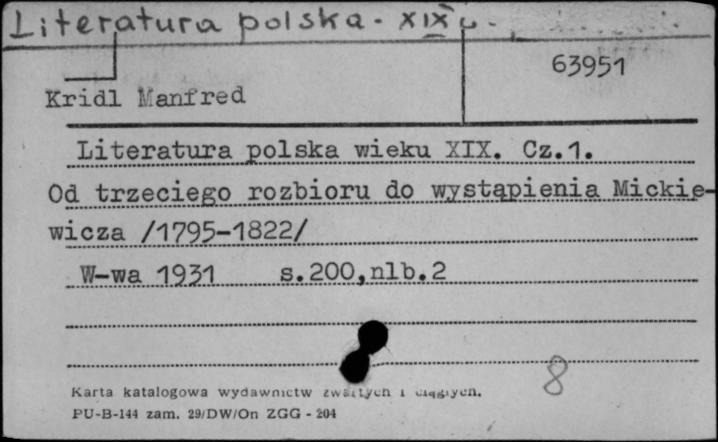 Literatura polska - XIX w.
63951
Kridl Manfred
Literatura polska wieku XIX. Cz.1.
Od trzeciego rozbioru do wystąpienia Mickie-
wicza /1795-1822/
W-wa 1931 s.200,nlb.2
8
Karta katalogowa wydawnictw zwartych i ciągłych.
PU-B-144 zam. 29/DW/On ZGG - 204